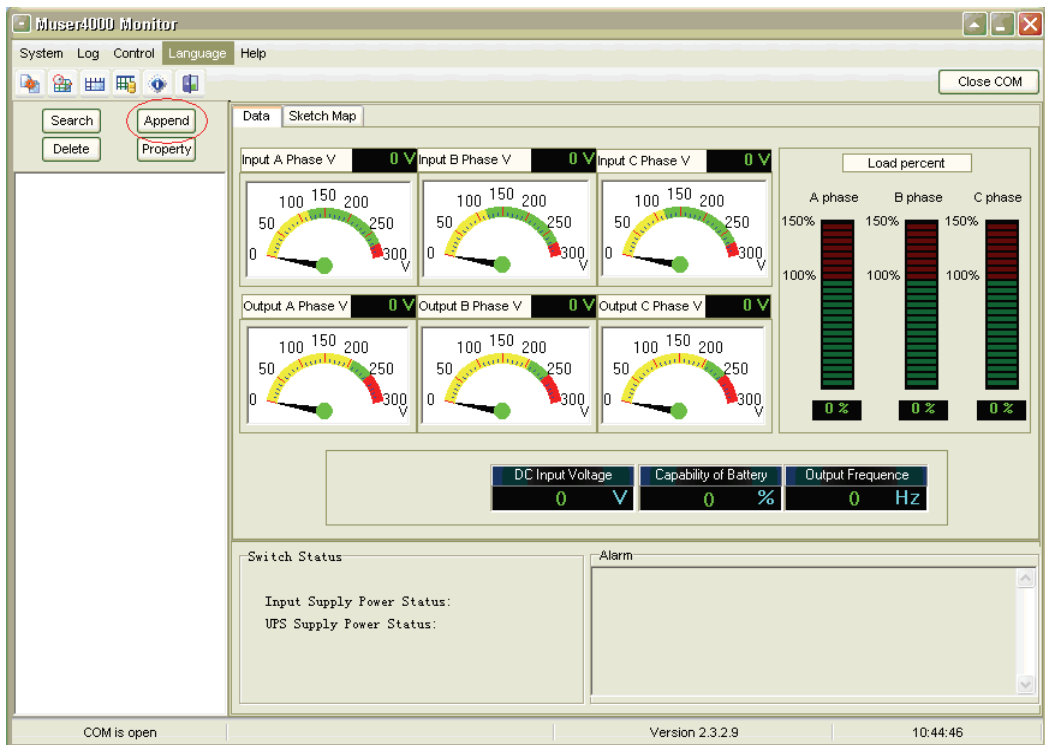 Muser4000 Monitor
System Log Control Language Help
Close COM
Search Append
Delete Property
Data Sketch Map
Input A Phase V 0 V Input B Phase V 0 V Input C Phase V 0 V
0 50 100 150 200 250 300 V
0 50 100 150 200 250 300 V
0 50 100 150 200 250 300 V
Output A Phase V 0 V Output B Phase V 0 V Output C Phase V 0 V
0 50 100 150 200 250 300 V
0 50 100 150 200 250 300 V
0 50 100 150 200 250 300 V
Load percent
A phase B phase C phase
150% 150% 150%
100% 100% 100%
0 % 0 % 0 %
DC Input Voltage Capability of Battery Output Frequence
0 V 0 % 0 Hz
Switch Status
Input Supply Power Status:
UPS Supply Power Status:
Alarm
COM is open Version 2.3.2.9 10:44:46